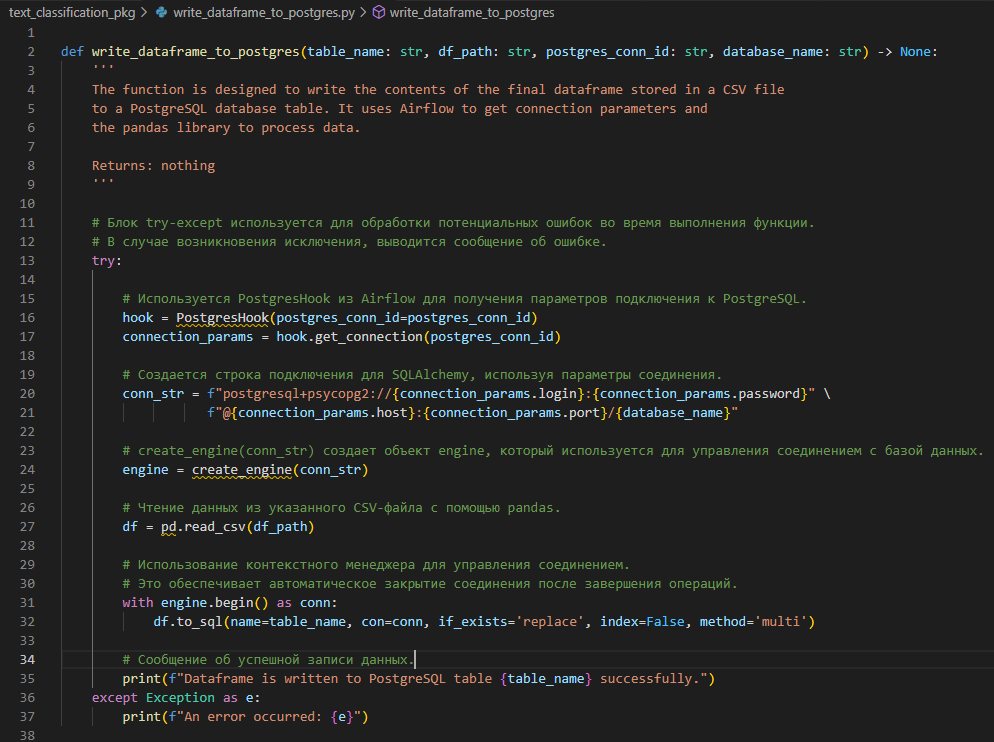 text_classification_pkg > write_dataframe_to_postgres.py > write_dataframe_to_postgres
1
2 def write_dataframe_to_postgres(table_name: str, df_path: str, postgres_conn_id: str, database_name: str) -> None:
3 '''
4 The function is designed to write the contents of the final dataframe stored in a CSV file
5 to a PostgreSQL database table. It uses Airflow to get connection parameters and
6 the pandas library to process data.
7
8 Returns: nothing
9 '''
10
11 # Блок try-except используется для обработки потенциальных ошибок во время выполнения функции.
12 # В случае возникновения исключения, выводится сообщение об ошибке.
13 try:
14
15 # Используется PostgresHook из Airflow для получения параметров подключения к PostgreSQL.
16 hook = PostgresHook(postgres_conn_id=postgres_conn_id)
17 connection_params = hook.get_connection(postgres_conn_id)
18
19 # Создается строка подключения для SQLAlchemy, используя параметры соединения.
20 conn_str = f"postgresql+psycopg2://{connection_params.login}:{connection_params.password}" \
21 f"@{connection_params.host}:{connection_params.port}/{database_name}"
22
23 # create_engine(conn_str) создает объект engine, который используется для управления соединением с базой данных.
24 engine = create_engine(conn_str)
25
26 # Чтение данных из указанного CSV-файла с помощью pandas.
27 df = pd.read_csv(df_path)
28
29 # Использование контекстного менеджера для управления соединением.
30 # Это обеспечивает автоматическое закрытие соединения после завершения операций.
31 with engine.begin() as conn:
32 df.to_sql(name=table_name, con=conn, if_exists='replace', index=False, method='multi')
33
34 # Сообщение об успешной записи данных.
35 print(f"Dataframe is written to PostgreSQL table {table_name} successfully.")
36 except Exception as e:
37 print(f"An error occurred: {e}")
38